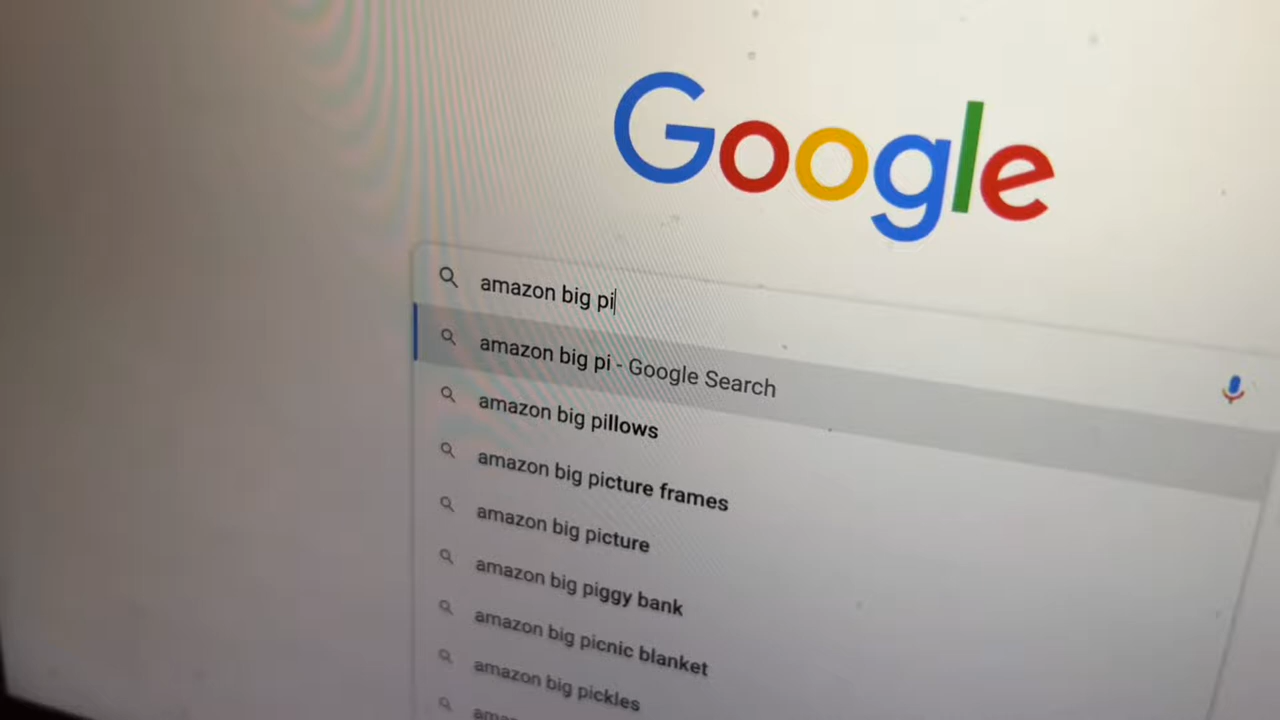 Google
amazon big pi
amazon big pi - Google Search
amazon big pillows
amazon big picture frames
amazon big picture
amazon big piggy bank
amazon big picnic blanket
amazon big pickles